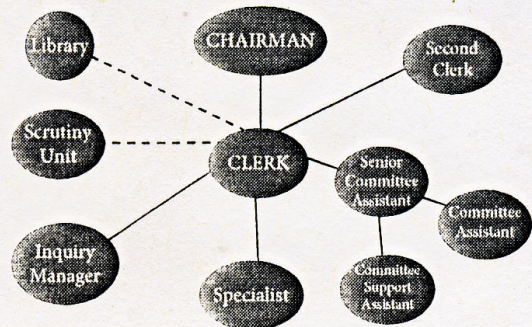 Library
CHAIRMAN
Second
Clerk
Scrutiny
Unit
CLERK
Senior
Committee
Assistant
Committee
Assistant
Inquiry
Manager
Specialist
Committee
Support
Assistant